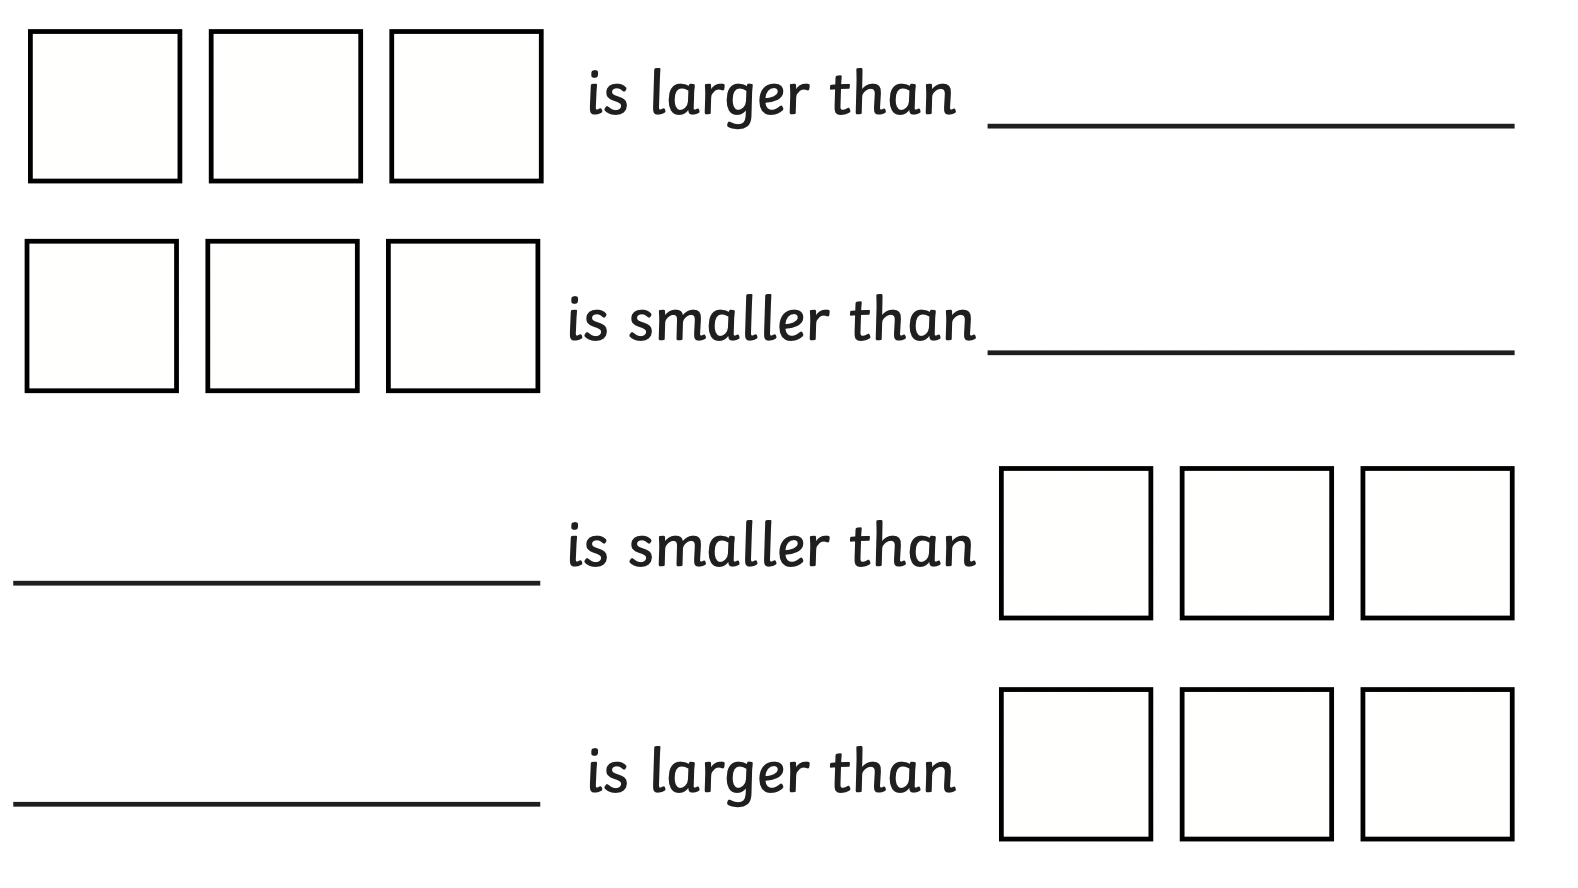 is larger than
is smaller than
is smaller than
is larger than